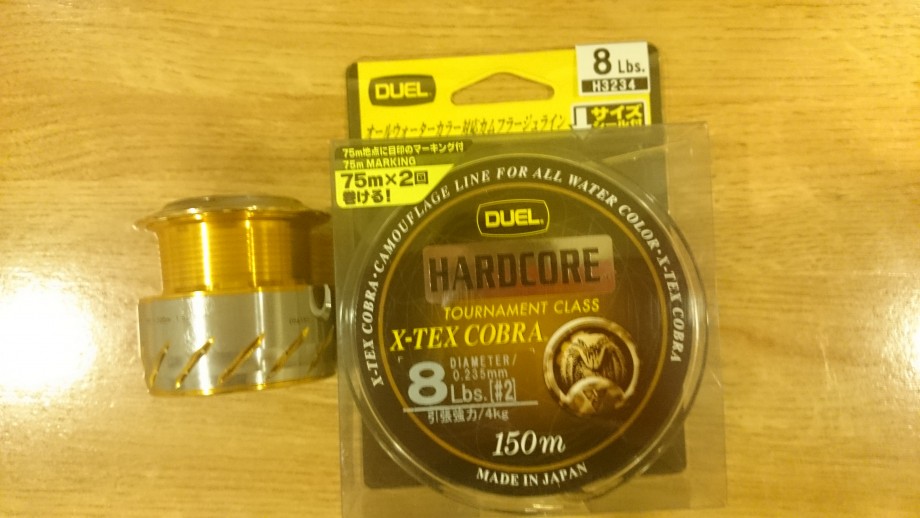 8 Lbs.
H3234
DUEL
オールウォーターカラー対応カムフラージュライン
サイズ
シール付
75m地点に目印のマーキング付
75m MARKING
75m×2回
巻ける!
X-TEX COBRA・CAMOUFLAGE LINE FOR ALL WATER COLOR・X-TEX COBRA
DUEL
HARDCORE
TOURNAMENT CLASS
X-TEX COBRA
8 Lbs. [#2]
DIAMETER/
0.235mm
引張強力/4kg
150m
MADE IN JAPAN